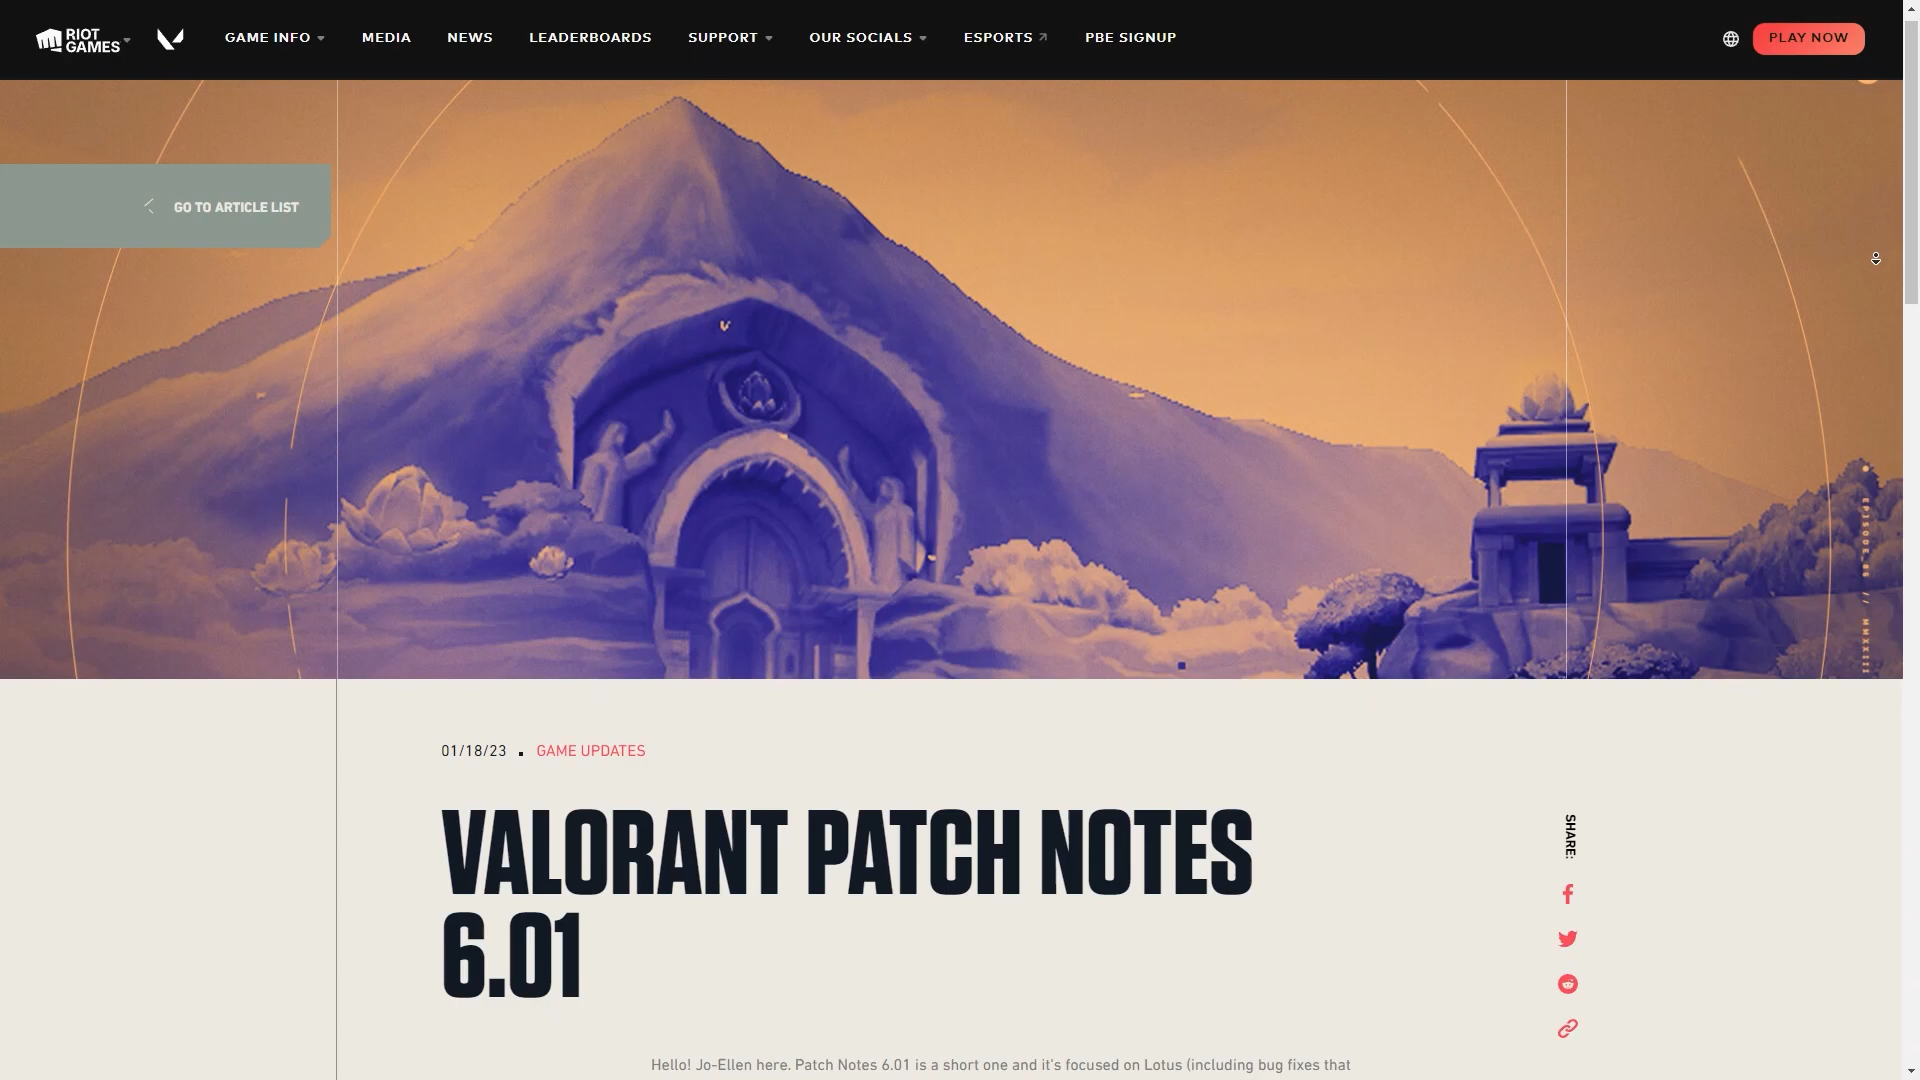 RIOT GAMES
GAME INFO
MEDIA
NEWS
LEADERBOARDS
SUPPORT
OUR SOCIALS
ESPORTS
PBE SIGNUP
PLAY NOW
GO TO ARTICLE LIST
EPISODE_06 // MMXXIII
01/18/23
GAME UPDATES
VALORANT PATCH NOTES
6.01
SHARE:
Hello! Jo-Ellen here. Patch Notes 6.01 is a short one and it's focused on Lotus (including bug fixes that